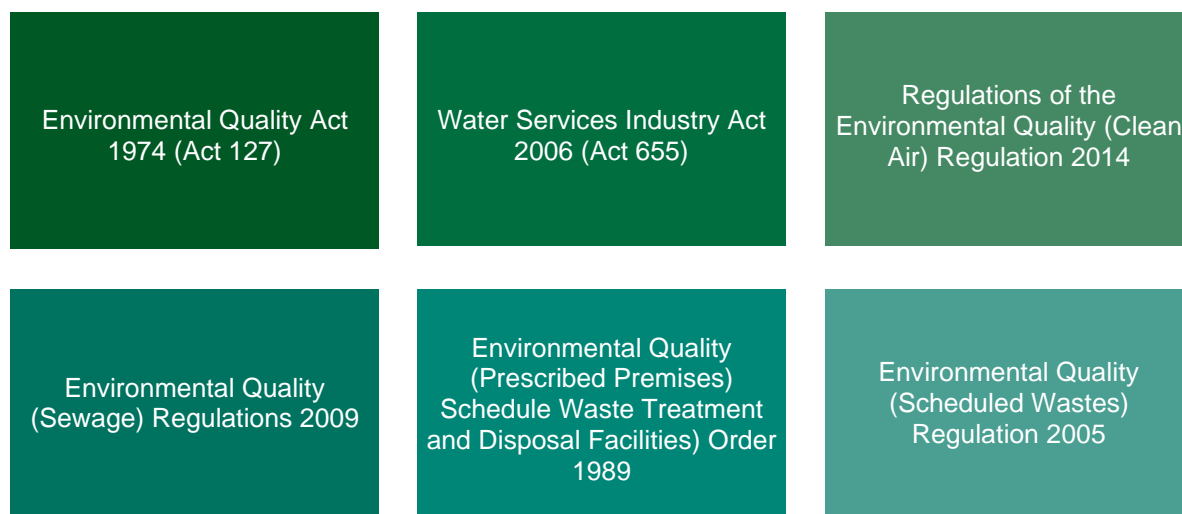 Environmental Quality Act
1974 (Act 127)
Water Services Industry Act
2006 (Act 655)
Regulations of the
Environmental Quality (Clean
Air) Regulation 2014
Environmental Quality
(Sewage) Regulations 2009
Environmental Quality
(Prescribed Premises)
Schedule Waste Treatment
and Disposal Facilities) Order
1989
Environmental Quality
(Scheduled Wastes)
Regulation 2005